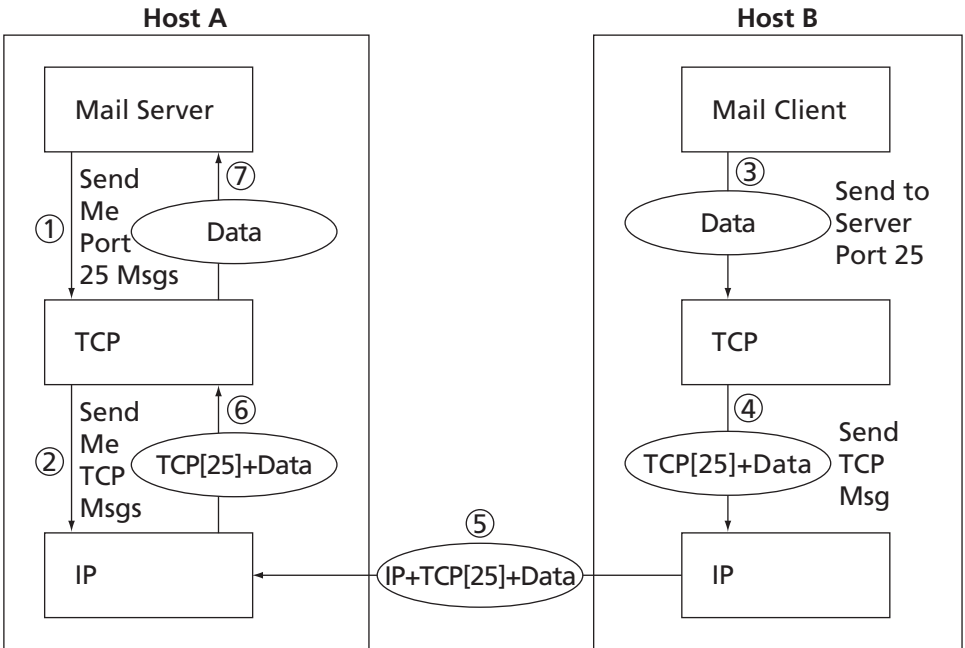 Host A
Mail Server
① Send
Me
Port
25 Msgs
⑦
Data
TCP
② Send
Me
TCP
Msgs
⑥
TCP[25]+Data
IP
⑤
IP+TCP[25]+Data
Host B
Mail Client
③
Data
Send to
Server
Port 25
TCP
④
TCP[25]+Data
Send
TCP
Msg
IP